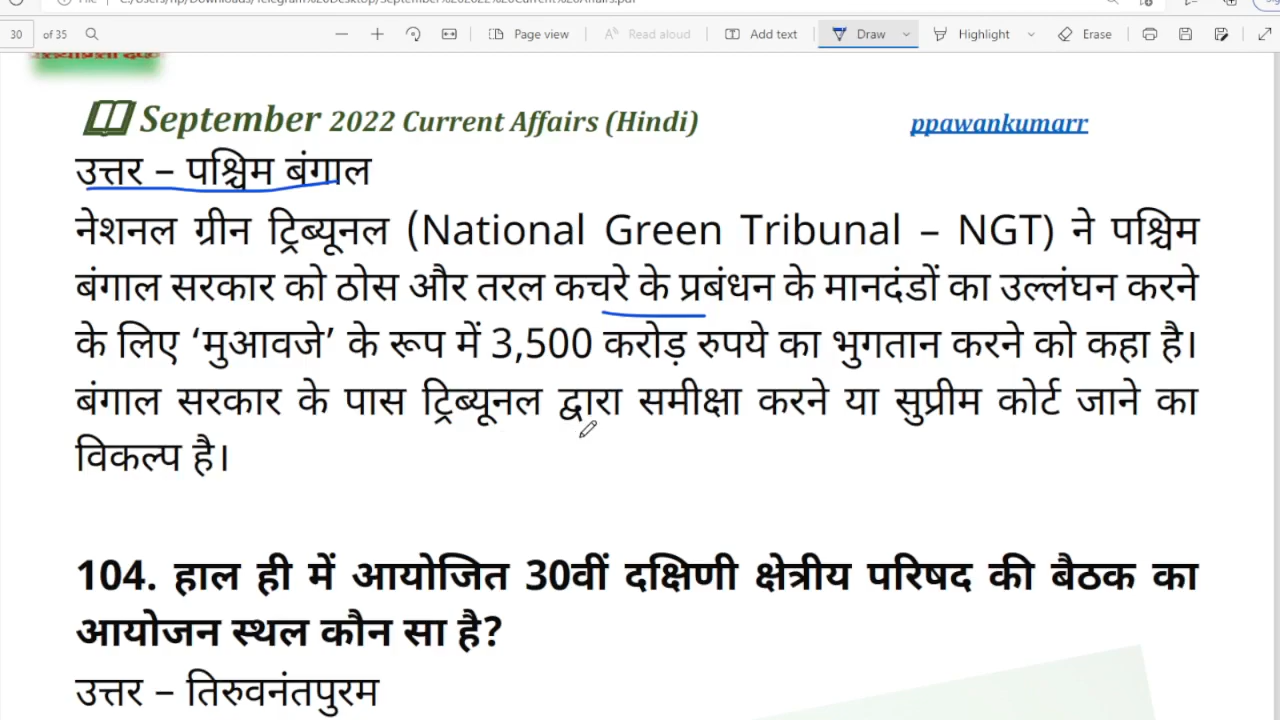 30 of 35 Page view Read aloud Add text Draw Highlight Erase
September 2022 Current Affairs (Hindi) ppawankumarr
उत्तर – पश्चिम बंगाल
नेशनल ग्रीन ट्रिब्यूनल (National Green Tribunal – NGT) ने पश्चिम
बंगाल सरकार को ठोस और तरल कचरे के प्रबंधन के मानदंडों का उल्लंघन करने
के लिए ‘मुआवजे’ के रूप में 3,500 करोड़ रुपये का भुगतान करने को कहा है।
बंगाल सरकार के पास ट्रिब्यूनल द्वारा समीक्षा करने या सुप्रीम कोर्ट जाने का
विकल्प है।
104. हाल ही में आयोजित 30वीं दक्षिणी क्षेत्रीय परिषद की बैठक का
आयोजन स्थल कौन सा है?
उत्तर – तिरुवनंतपुरम